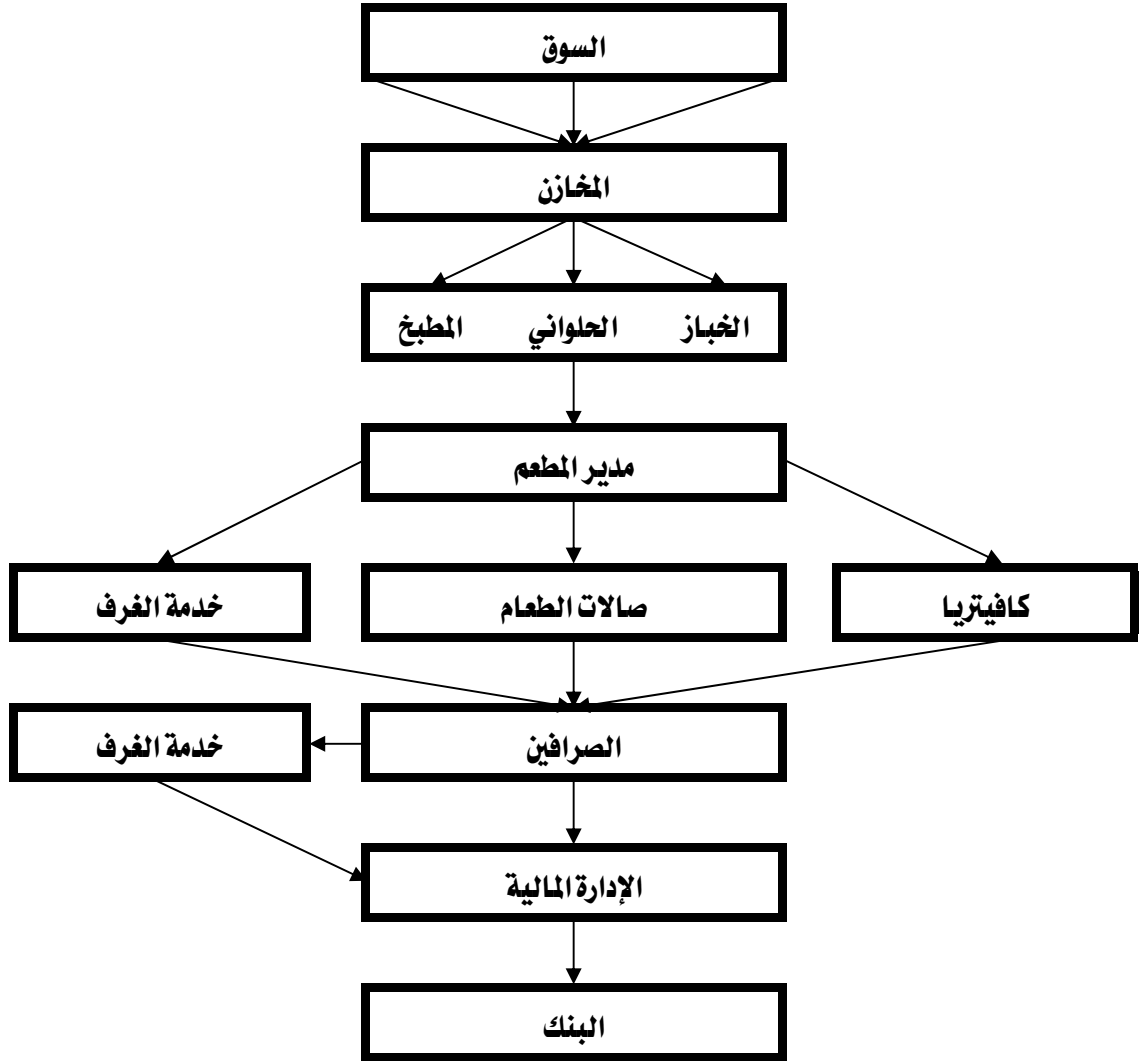 السوق
المخازن
الخباز الحلواني المطبخ
مدير المطعم
كافيتريا صالات الطعام خدمة الغرف
الصرافين خدمة الغرف
الإدارة المالية
البنك